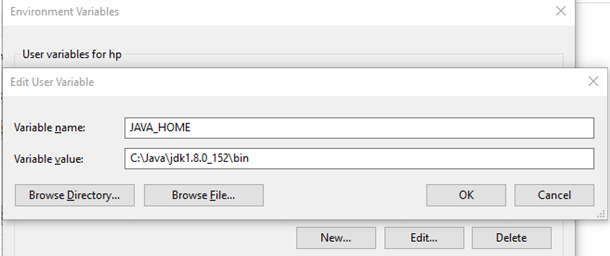 Environment Variables
User variables for hp
Edit User Variable
Variable name:
JAVA_HOME
Variable value:
C:\Java\jdk1.8.0_152\bin
Browse Directory...
Browse File...
OK
Cancel
New...
Edit...
Delete